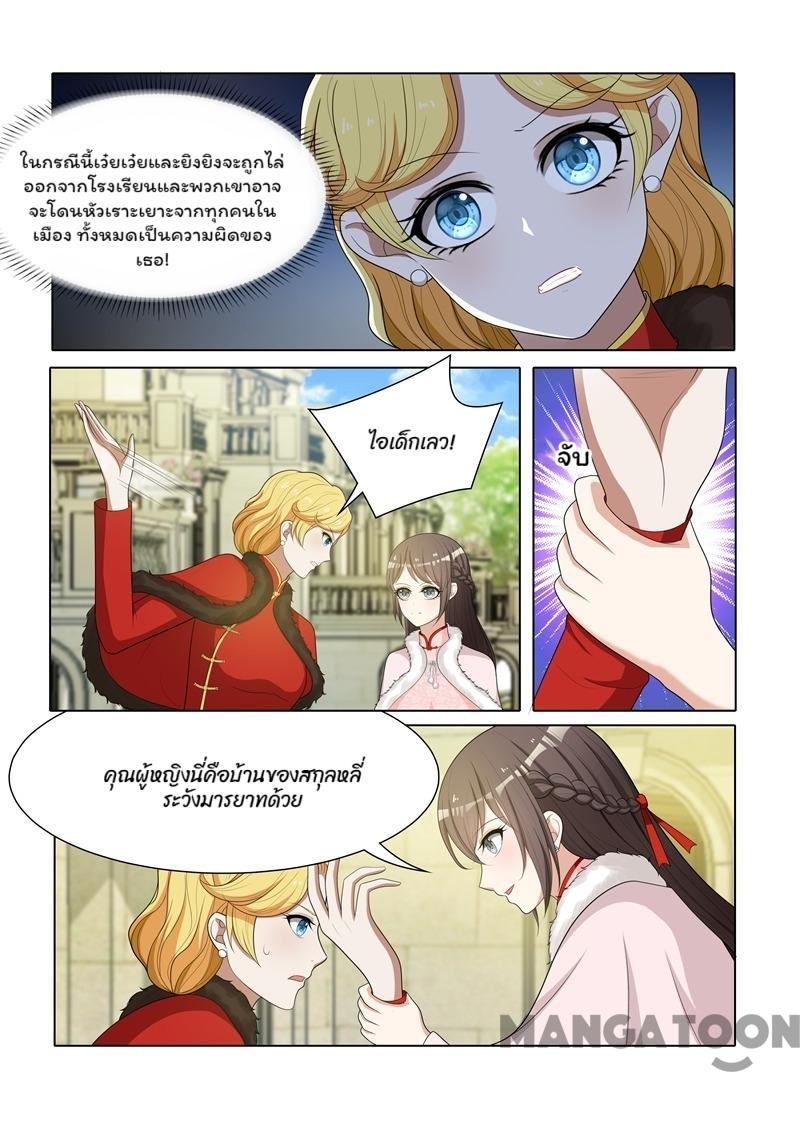 ในกรณีนี้เว๋ยเว๋ยและยิงยิงจะถูกไล่
ออกจากโรงเรียนและพวกเขาอาจ
จะโดนหัวเราะเยาะจากทุกคนใน
เมือง ทั้งหมดเป็นความผิดของ
เธอ!
ไอเด็กเลว!
จับ
คุณผู้หญิงนี่คือบ้านของสกุลหลี่
ระวังมารยาทด้วย
MANGATOON